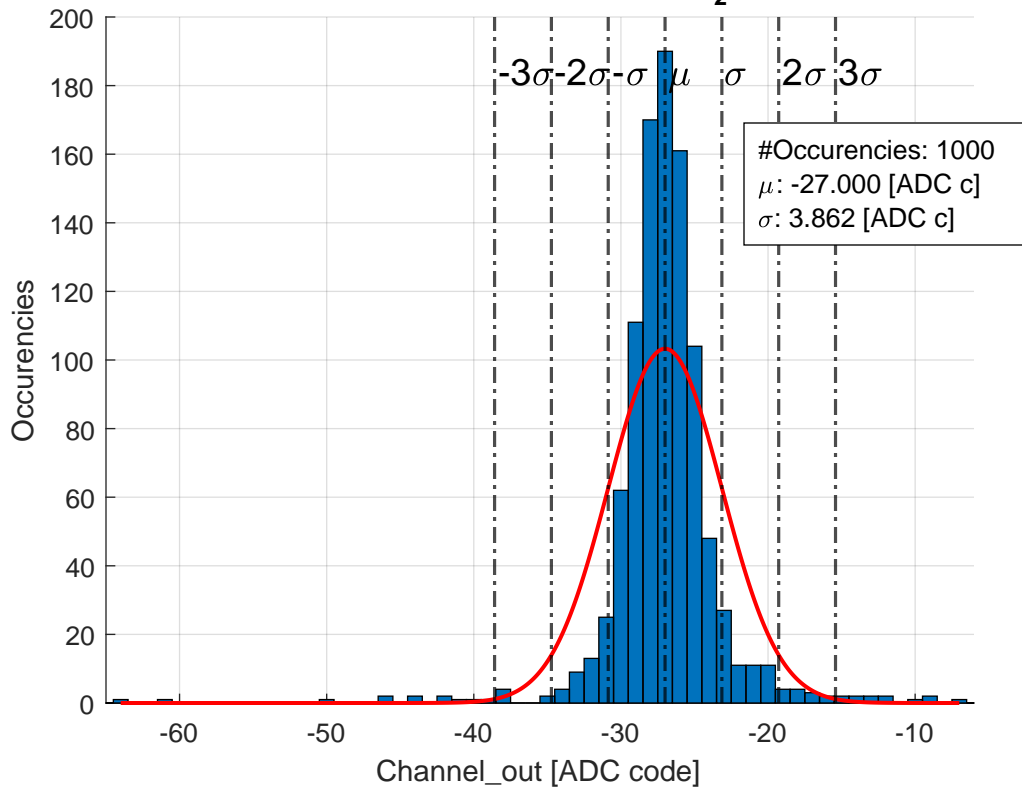 2
200
180
160
140
120
100
80
60
40
20
0
Occurencies
-3σ -2σ -σ μ σ 2σ 3σ
#Occurencies: 1000
μ: -27.000 [ADC c]
σ: 3.862 [ADC c]
-60 -50 -40 -30 -20 -10
Channel_out [ADC code]